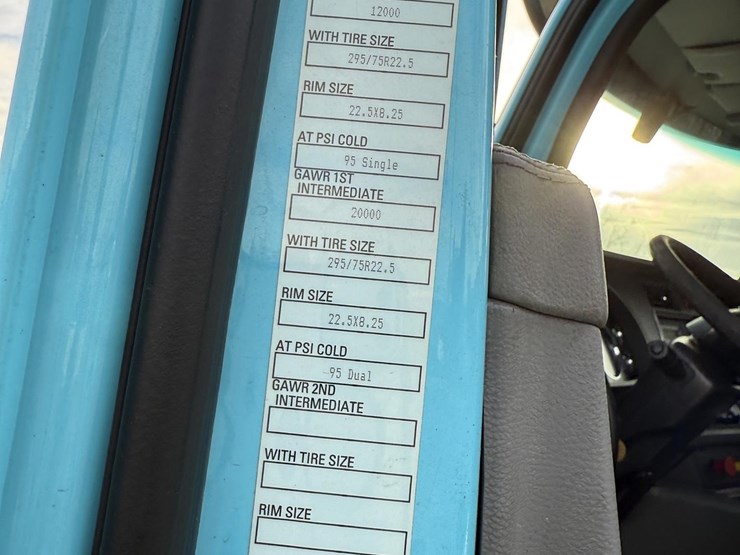 12000
WITH TIRE SIZE
295/75R22.5
RIM SIZE
22.5X8.25
AT PSI COLD
95 Single
GAWR 1ST
INTERMEDIATE
20000
WITH TIRE SIZE
295/75R22.5
RIM SIZE
22.5X8.25
AT PSI COLD
95 Dual
GAWR 2ND
INTERMEDIATE
WITH TIRE SIZE
RIM SIZE